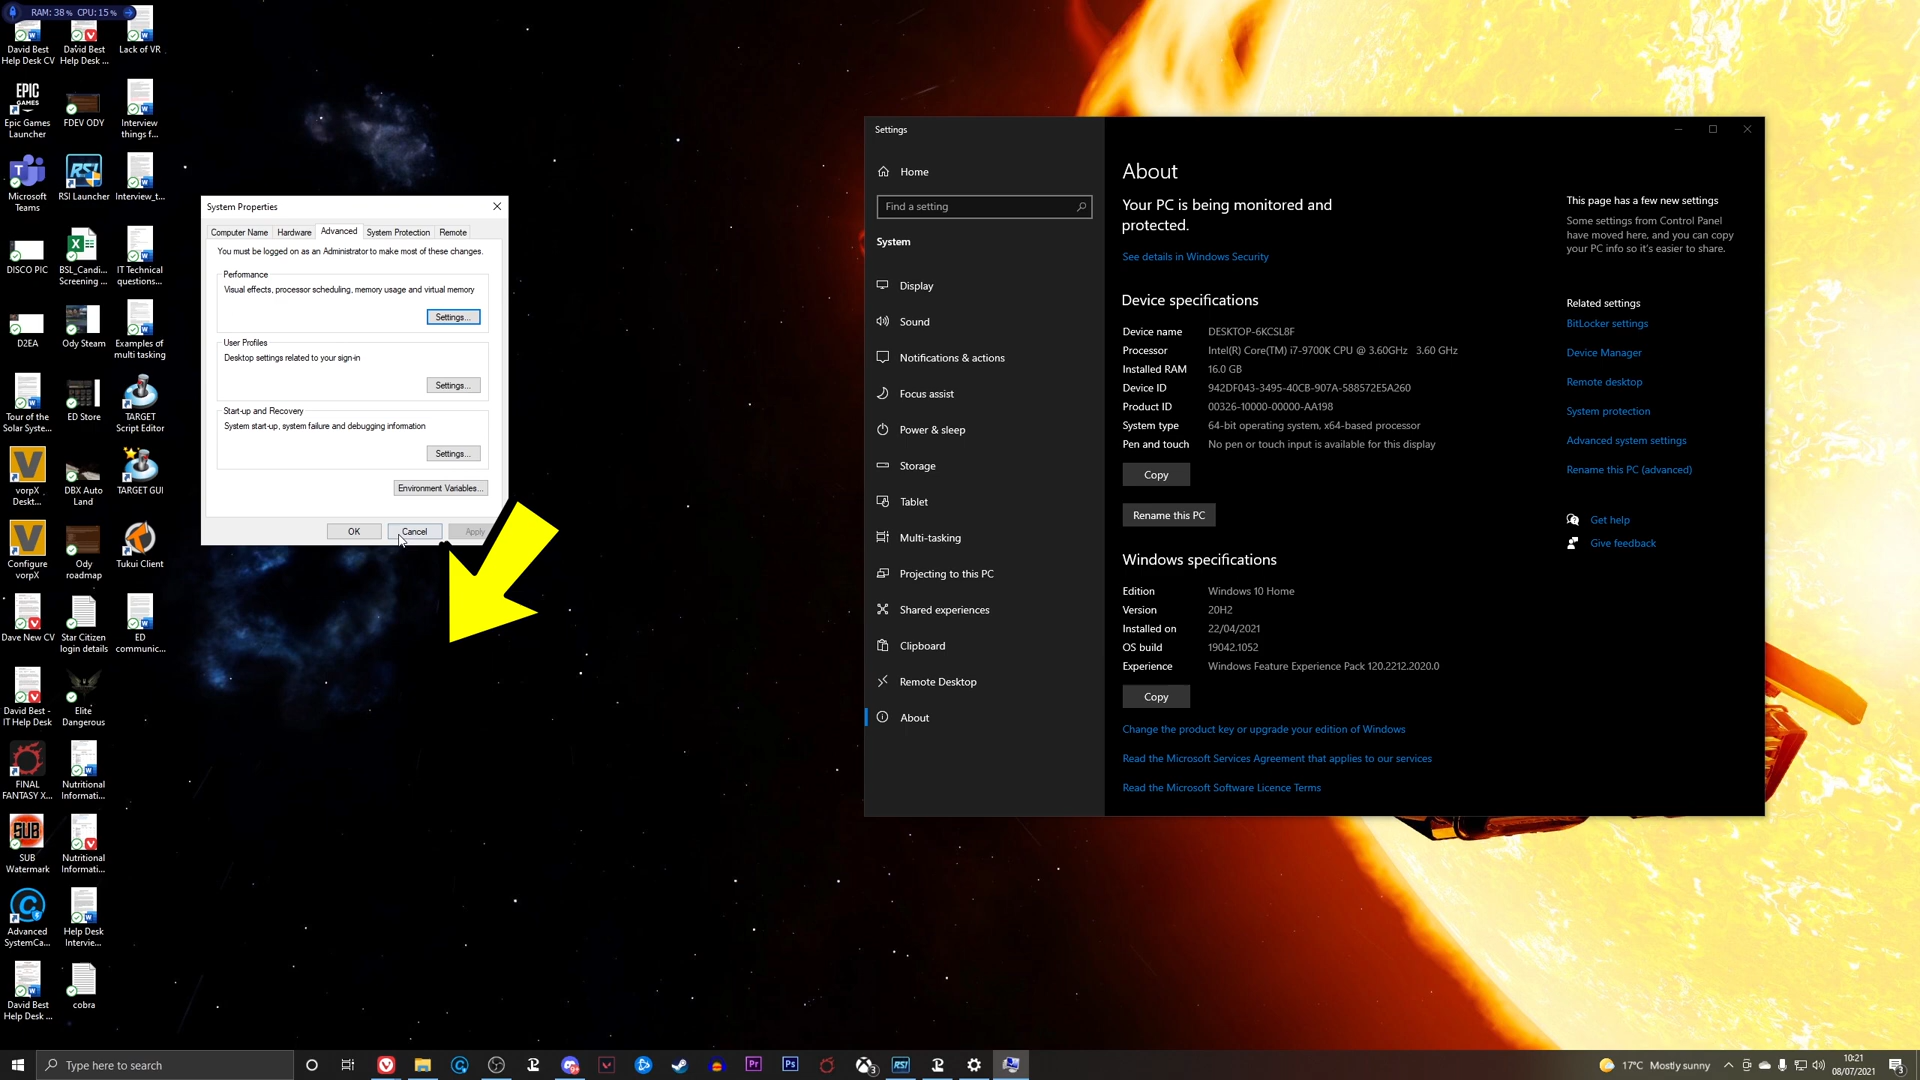 RAM: 38% CPU: 15%
David Best
Help Desk CV
David Best
Help Desk ...
Lack of VR
EPIC
GAMES
Epic Games
Launcher
FDEV ODY
Interview
things f...
Microsoft
Teams
RSI
RSI Launcher
Interview_t...
DISCO PIC
BSL_Candi...
Screening ...
IT Technical
questions...
D2EA
Ody Steam
Examples of
multi tasking
Tour of the
Solar Syste...
ED Store
TARGET
Script Editor
vorpX
Deskt...
DBX Auto
Land
TARGET GUI
Configure
vorpX
Ody
roadmap
Tukui Client
Dave New CV
Star Citizen
login details
ED
communic...
David Best -
IT Help Desk
Elite
Dangerous
FINAL
FANTASY X...
Nutritional
Informati...
SUB
SUB
Watermark
Nutritional
Informati...
Advanced
SystemCa...
Help Desk
Intervie...
David Best
Help Desk ...
cobra
System Properties
Computer Name
Hardware
Advanced
System Protection
Remote
You must be logged on as an Administrator to make most of these changes.
Performance
Visual effects, processor scheduling, memory usage and virtual memory
Settings...
User Profiles
Desktop settings related to your sign-in
Settings...
Start-up and Recovery
System start-up, system failure and debugging information
Settings...
Environment Variables...
OK
Cancel
Apply
Settings
Home
Find a setting
System
Display
Sound
Notifications & actions
Focus assist
Power & sleep
Storage
Tablet
Multi-tasking
Projecting to this PC
Shared experiences
Clipboard
Remote Desktop
About
About
Your PC is being monitored and
protected.
See details in Windows Security
Device specifications
Device name DESKTOP-6KCSL8F
Processor Intel(R) Core(TM) i7-9700K CPU @ 3.60GHz 3.60 GHz
Installed RAM 16.0 GB
Device ID 942DF043-3495-40CB-907A-588572E5A260
Product ID 00326-10000-00000-AA198
System type 64-bit operating system, x64-based processor
Pen and touch No pen or touch input is available for this display
Copy
Rename this PC
Windows specifications
Edition Windows 10 Home
Version 20H2
Installed on 22/04/2021
OS build 19042.1052
Experience Windows Feature Experience Pack 120.2212.2020.0
Copy
Change the product key or upgrade your edition of Windows
Read the Microsoft Services Agreement that applies to our services
Read the Microsoft Software Licence Terms
This page has a few new settings
Some settings from Control Panel
have moved here, and you can copy
your PC info so it's easier to share.
Related settings
BitLocker settings
Device Manager
Remote desktop
System protection
Advanced system settings
Rename this PC (advanced)
Get help
Give feedback
Type here to search
Pr
Ps
3
RSI
17°C Mostly sunny
10:21
08/07/2021
3